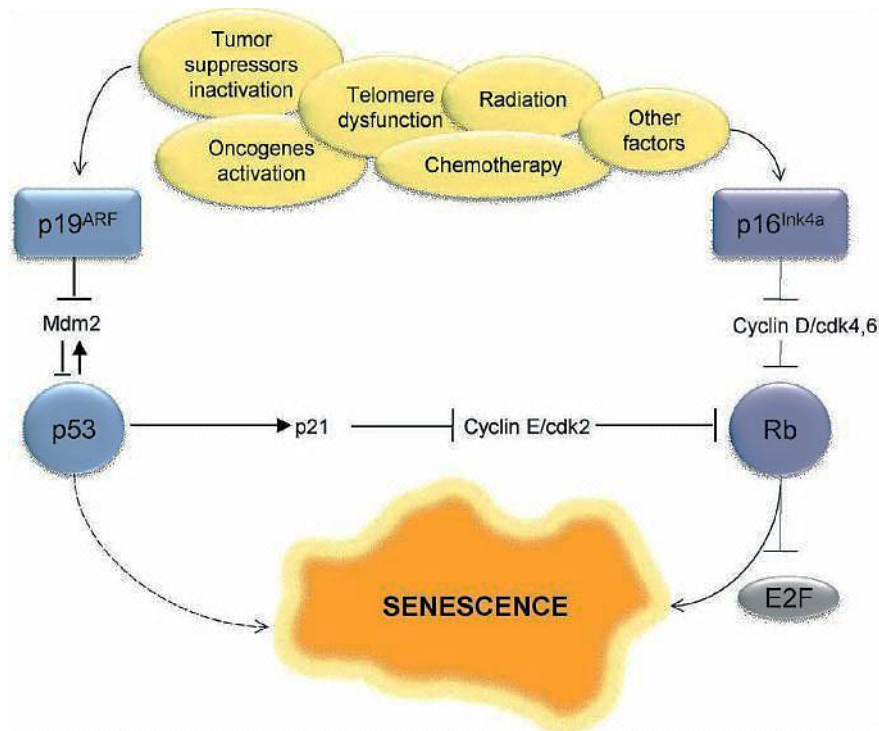 Tumor
suppressors
inactivation
Telomere
dysfunction
Radiation
Other
factors
Oncogenes
activation
Chemotherapy
p19ARF
p16Ink4a
Mdm2
Cyclin D/cdk4,6
p53
p21
Cyclin E/cdk2
Rb
SENESCENCE
E2F